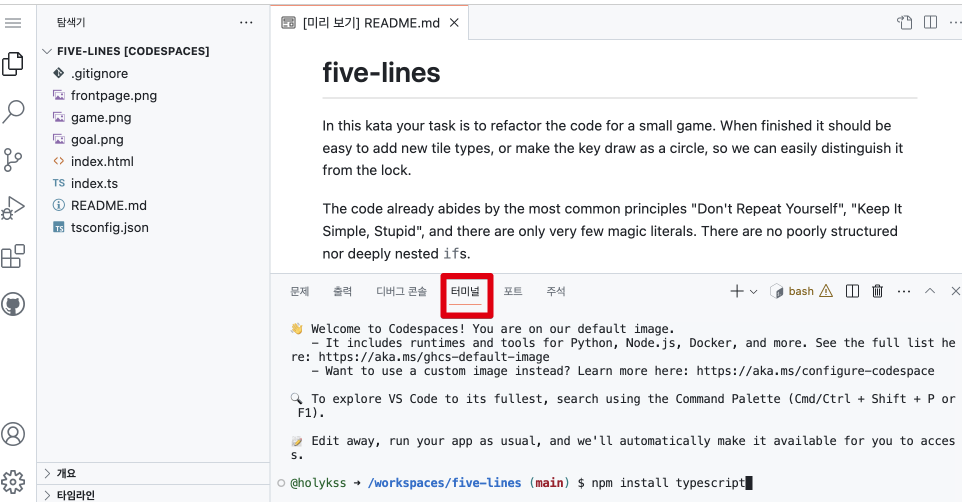 탐색기
[미리 보기] README.md
FIVE-LINES [CODESPACES]
.gitignore
frontpage.png
game.png
goal.png
index.html
TS index.ts
README.md
tsconfig.json
five-lines
In this kata your task is to refactor the code for a small game. When finished it should be
easy to add new tile types, or make the key draw as a circle, so we can easily distinguish it
from the lock.
The code already abides by the most common principles "Don't Repeat Yourself", "Keep It
Simple, Stupid", and there are only very few magic literals. There are no poorly structured
nor deeply nested ifs.
문제 출력 디버그 콘솔 터미널 포트 주석
bash
👋 Welcome to Codespaces! You are on our default image.
- It includes runtimes and tools for Python, Node.js, Docker, and more. See the full list he
re: https://aka.ms/ghcs-default-image
- Want to use a custom image instead? Learn more here: https://aka.ms/configure-codespace
🔍 To explore VS Code to its fullest, search using the Command Palette (Cmd/Ctrl + Shift + P or
F1).
📝 Edit away, run your app as usual, and we'll automatically make it available for you to acces
s.
@holykss ➜ /workspaces/five-lines (main) $ npm install typescript
개요
타임라인